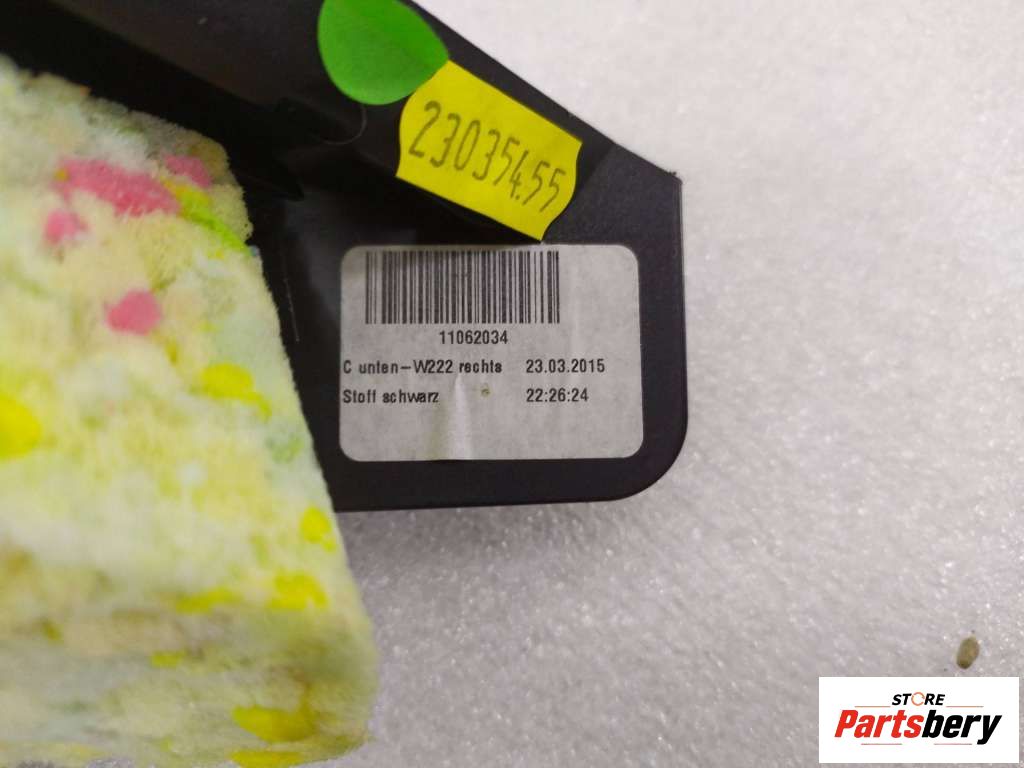 23035455
11062034
C unten-W222 rechts 23.03.2015
Stoff schwarz 22:26:24
STORE
Partsbery